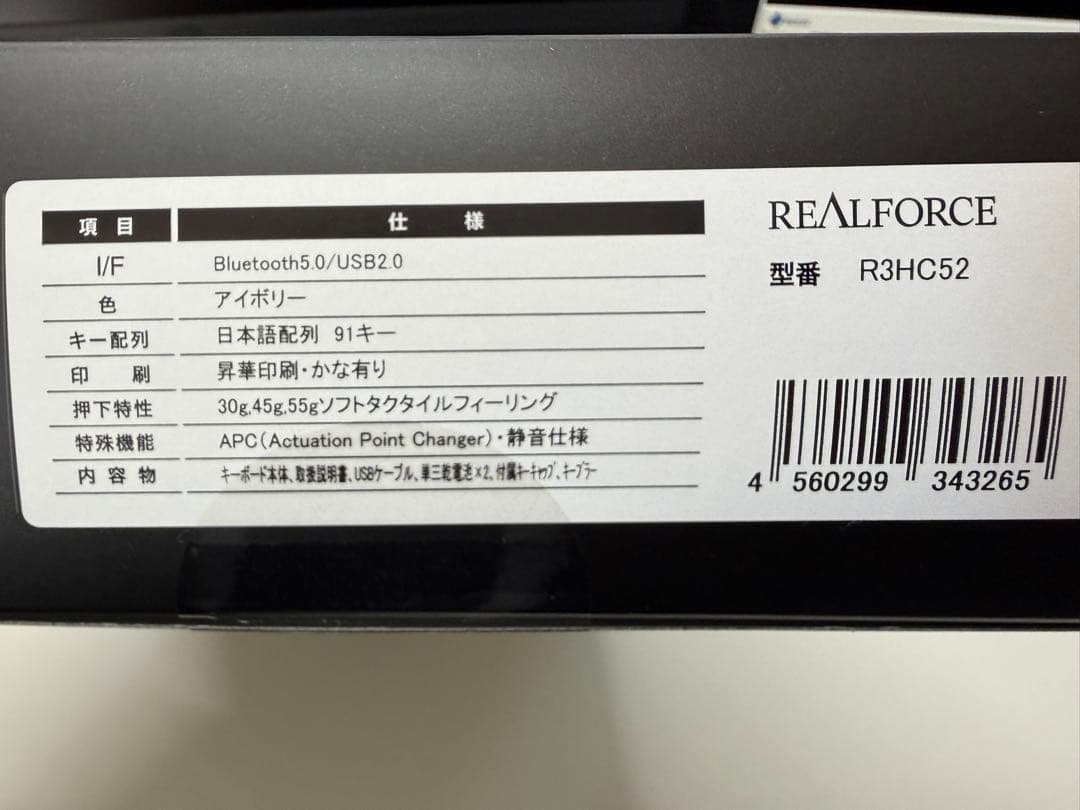 項 目 仕 様
I/F Bluetooth5.0/USB2.0
色 アイボリー
キー配列 日本語配列 91キー
印 刷 昇華印刷・かな有り
押下特性 30g,45g,55gソフトタクタイルフィーリング
特殊機能 APC(Actuation Point Changer)・静音仕様
内 容 物 キーボード本体、取扱説明書、USBケーブル、単三乾電池×2、付属キーキャップ、キープラー
REALFORCE
型番 R3HC52
4 560299 343265